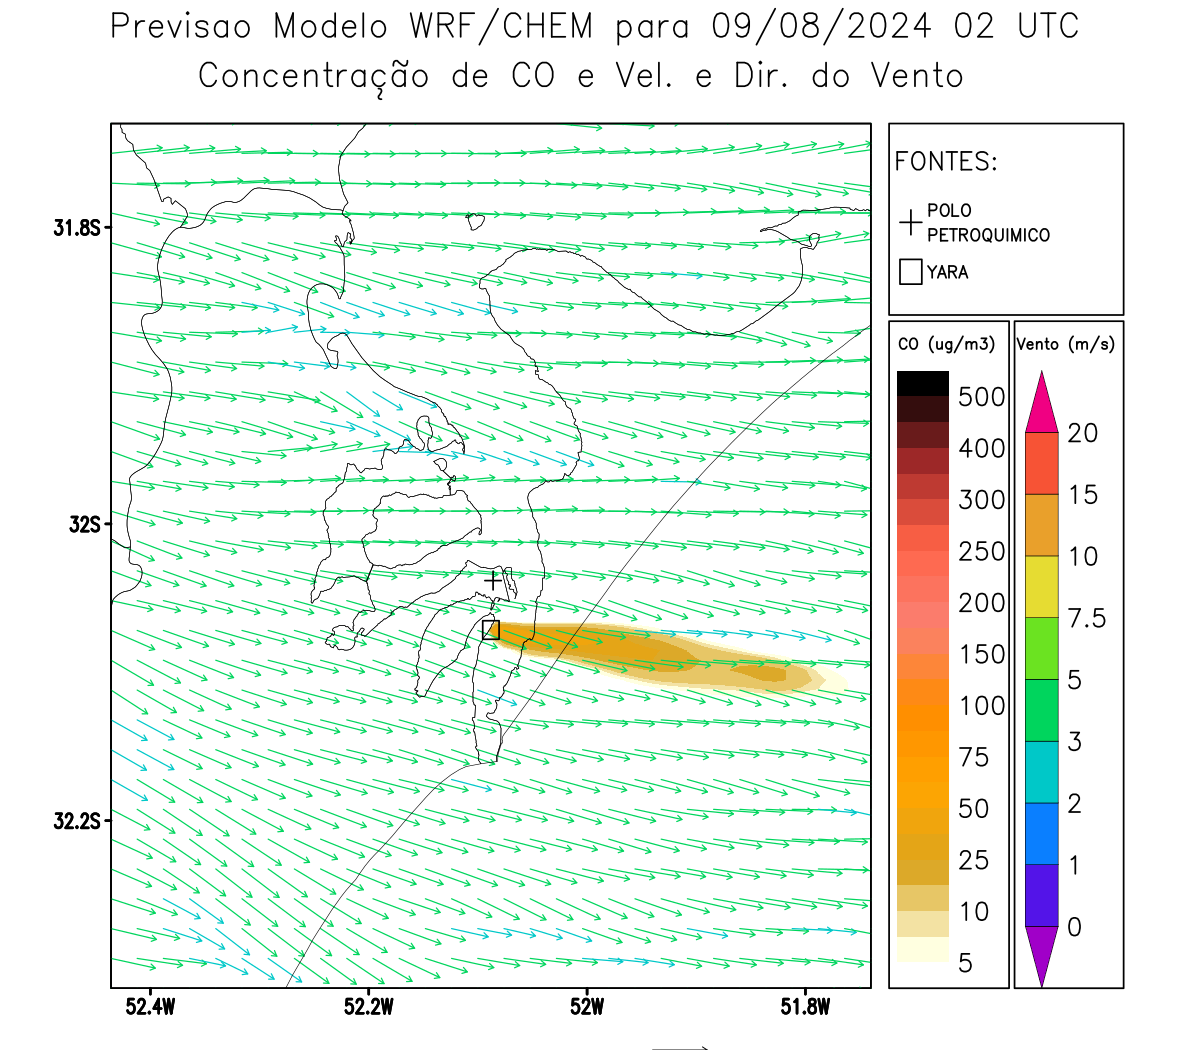 Previsao Modelo WRF/CHEM para 09/08/2024 02 UTC
Concentração de CO e Vel. e Dir. do Vento
FONTES:
POLO
PETROQUIMICO
YARA
CO (ug/m3)
500
400
300
250
200
150
100
75
50
25
10
5
Vento (m/s)
20
15
10
7.5
5
3
2
1
0
31.8S
32S
32.2S
52.4W
52.2W
52W
51.8W